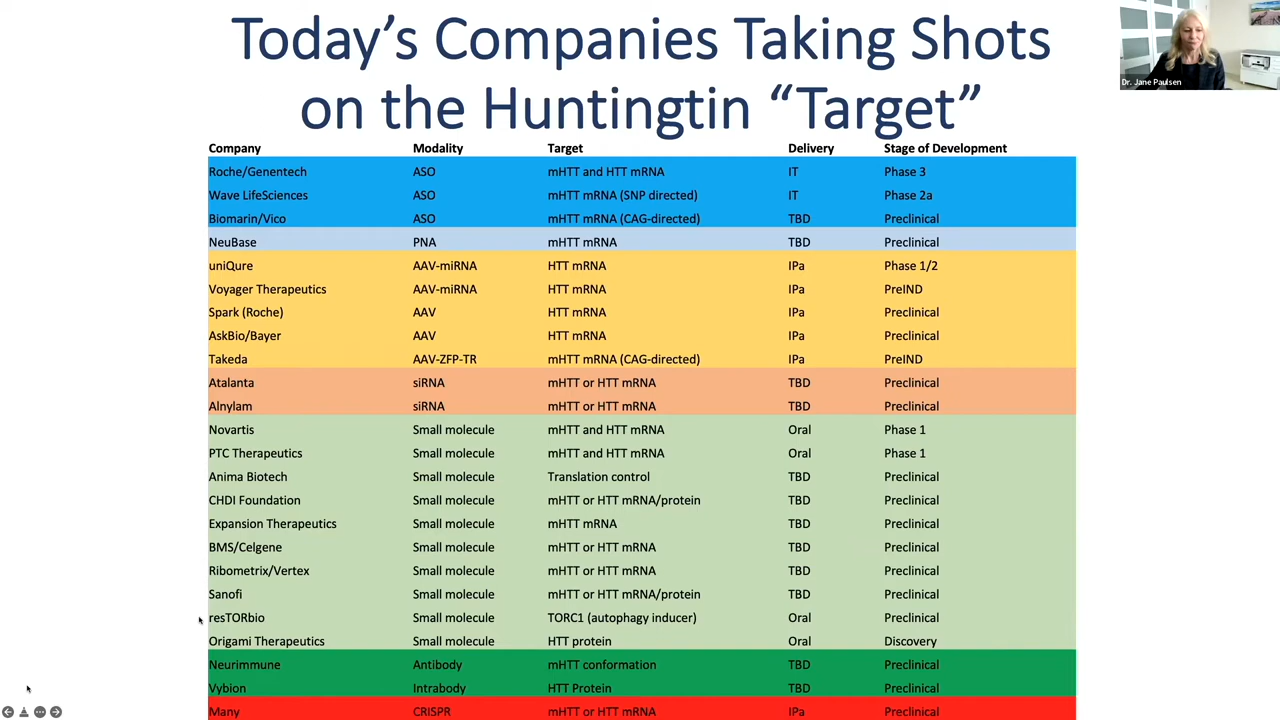 Today's Companies Taking Shots
on the Huntingtin “Target”
Dr. Jane Paulsen
Company Modality Target Delivery Stage of Development
Roche/Genentech ASO mHTT and HTT mRNA IT Phase 3
Wave LifeSciences ASO mHTT mRNA (SNP directed) IT Phase 2a
Biomarin/Vico ASO mHTT mRNA (CAG-directed) TBD Preclinical
NeuBase PNA mHTT mRNA TBD Preclinical
uniQure AAV-miRNA HTT mRNA IPa Phase 1/2
Voyager Therapeutics AAV-miRNA HTT mRNA IPa PreIND
Spark (Roche) AAV HTT mRNA IPa Preclinical
AskBio/Bayer AAV HTT mRNA IPa Preclinical
Takeda AAV-ZFP-TR mHTT mRNA (CAG-directed) IPa PreIND
Atalanta siRNA mHTT or HTT mRNA TBD Preclinical
Alnylam siRNA mHTT or HTT mRNA TBD Preclinical
Novartis Small molecule mHTT and HTT mRNA Oral Phase 1
PTC Therapeutics Small molecule mHTT and HTT mRNA Oral Phase 1
Anima Biotech Small molecule Translation control TBD Preclinical
CHDI Foundation Small molecule mHTT or HTT mRNA/protein TBD Preclinical
Expansion Therapeutics Small molecule mHTT mRNA TBD Preclinical
BMS/Celgene Small molecule mHTT or HTT mRNA TBD Preclinical
Ribometrix/Vertex Small molecule mHTT or HTT mRNA TBD Preclinical
Sanofi Small molecule mHTT or HTT mRNA/protein TBD Preclinical
resTORbio Small molecule TORC1 (autophagy inducer) Oral Preclinical
Origami Therapeutics Small molecule HTT protein Oral Discovery
Neurimmune Antibody mHTT conformation TBD Preclinical
Vybion Intrabody HTT Protein TBD Preclinical
Many CRISPR mHTT or HTT mRNA IPa Preclinical